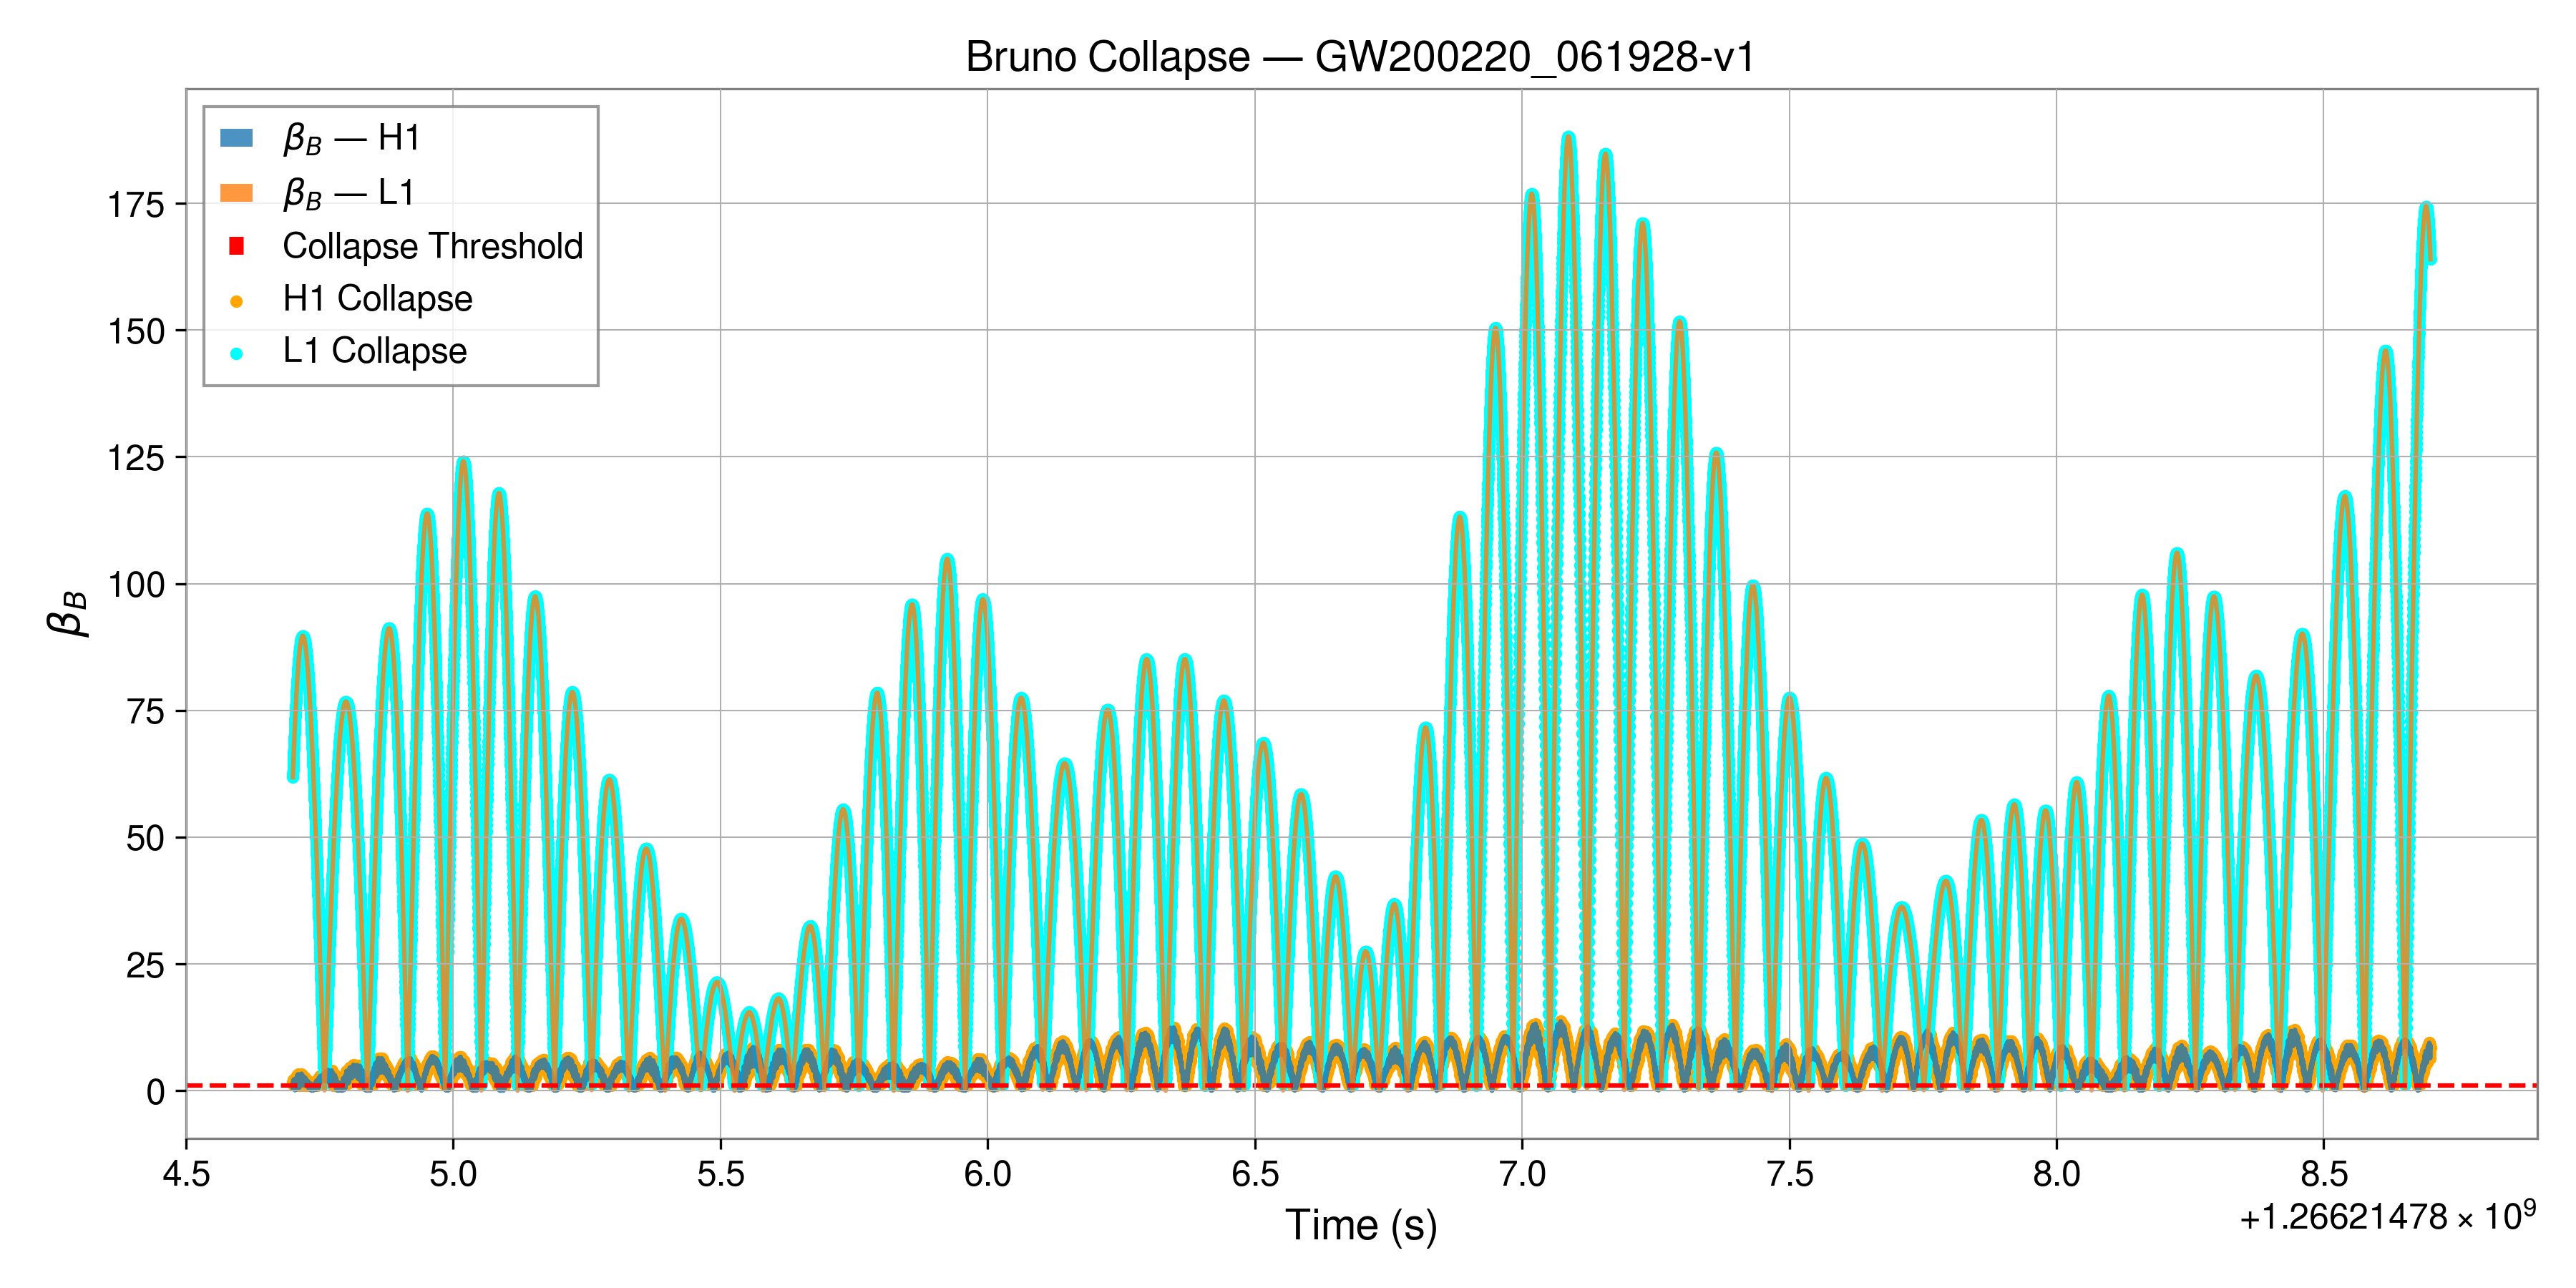 Bruno Collapse — GW200220_061928-v1
β_B — H1
β_B — L1
Collapse Threshold
H1 Collapse
L1 Collapse
175
150
125
100
75
50
25
0
β_B
4.5 5.0 5.5 6.0 6.5 7.0 7.5 8.0 8.5
+1.26621478 × 10⁹
Time (s)